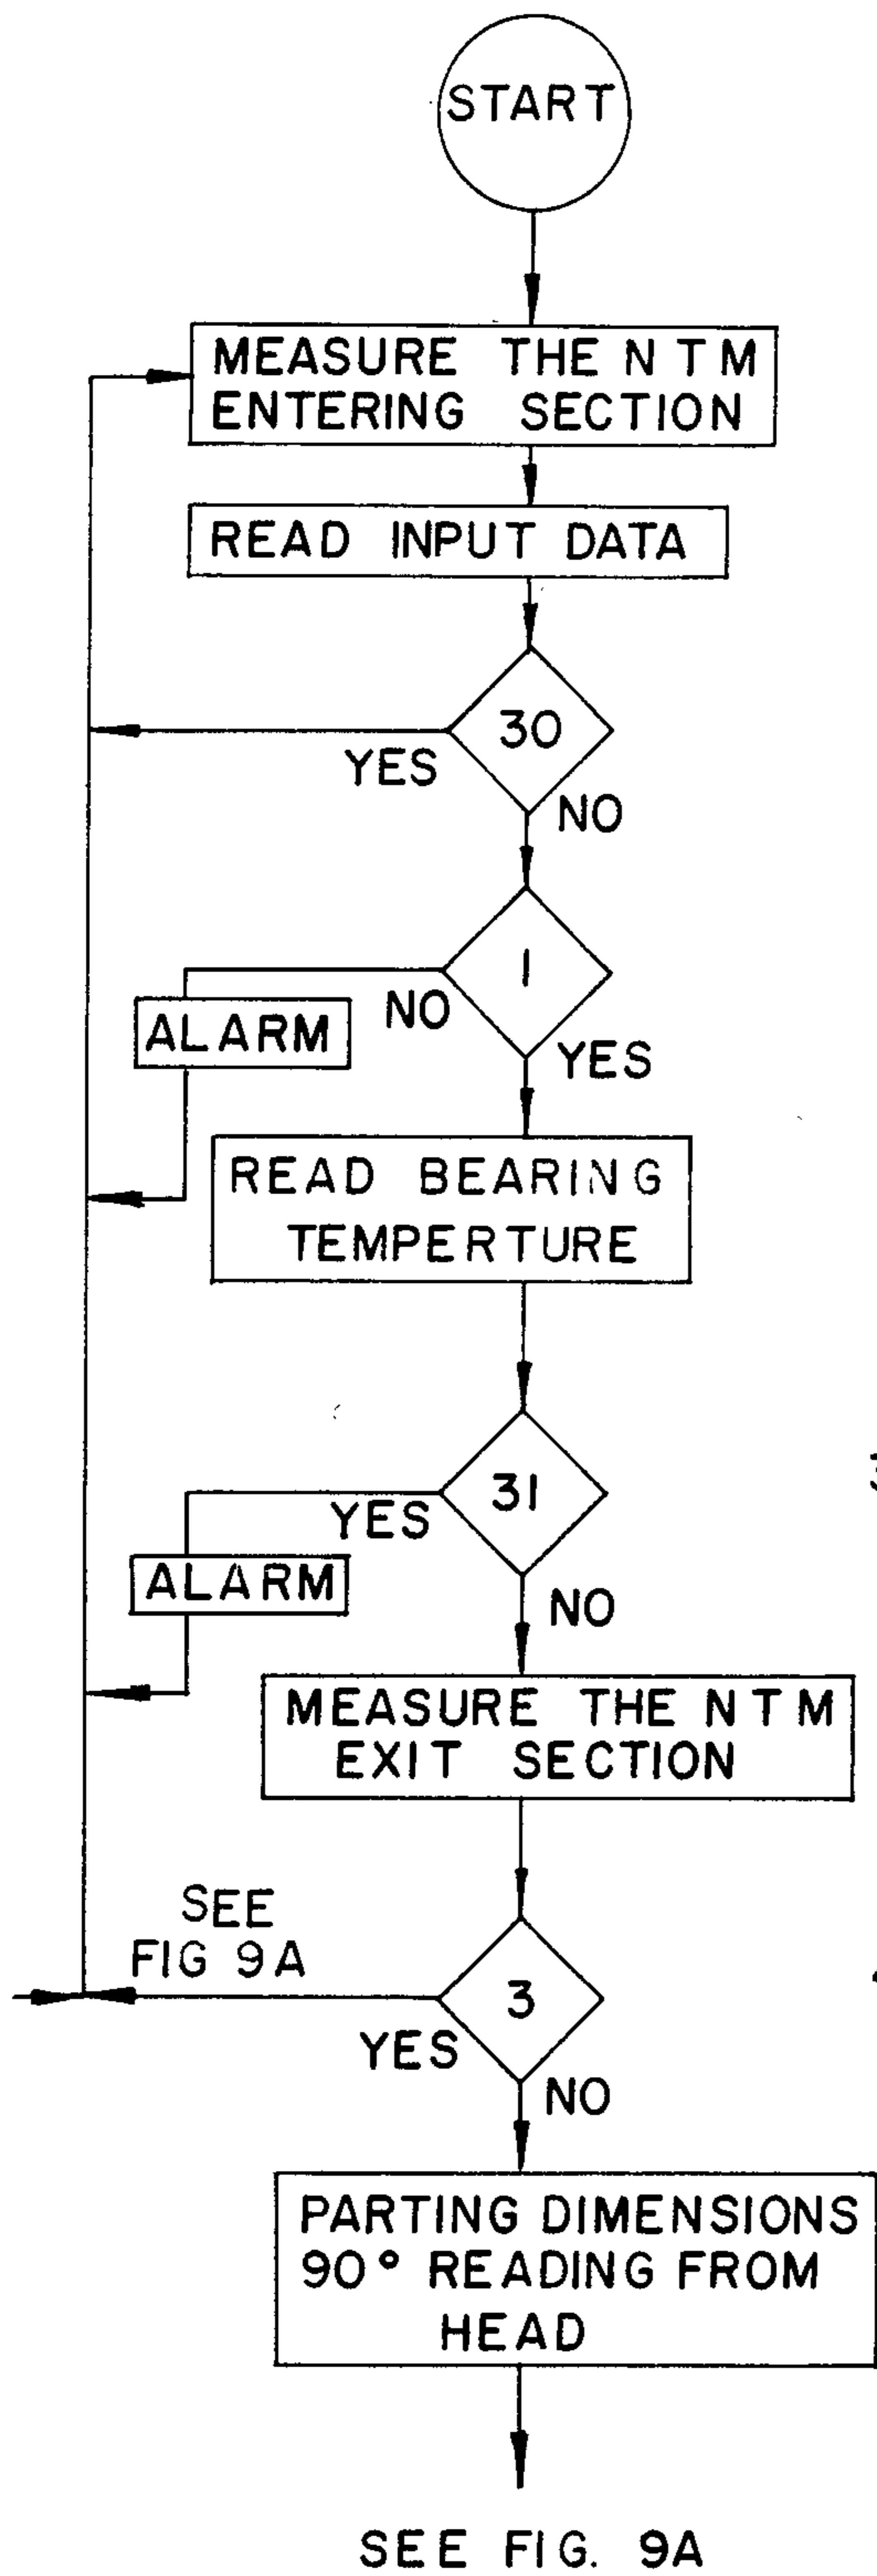 START
MEASURE THE NTM
ENTERING SECTION
READ INPUT DATA
30
YES
NO
1
NO
ALARM
YES
READ BEARING
TEMPERTURE
31
YES
ALARM
NO
MEASURE THE NTM
EXIT SECTION
SEE
FIG 9A
3
YES
NO
PARTING DIMENSIONS
90° READING FROM
HEAD
SEE FIG. 9A